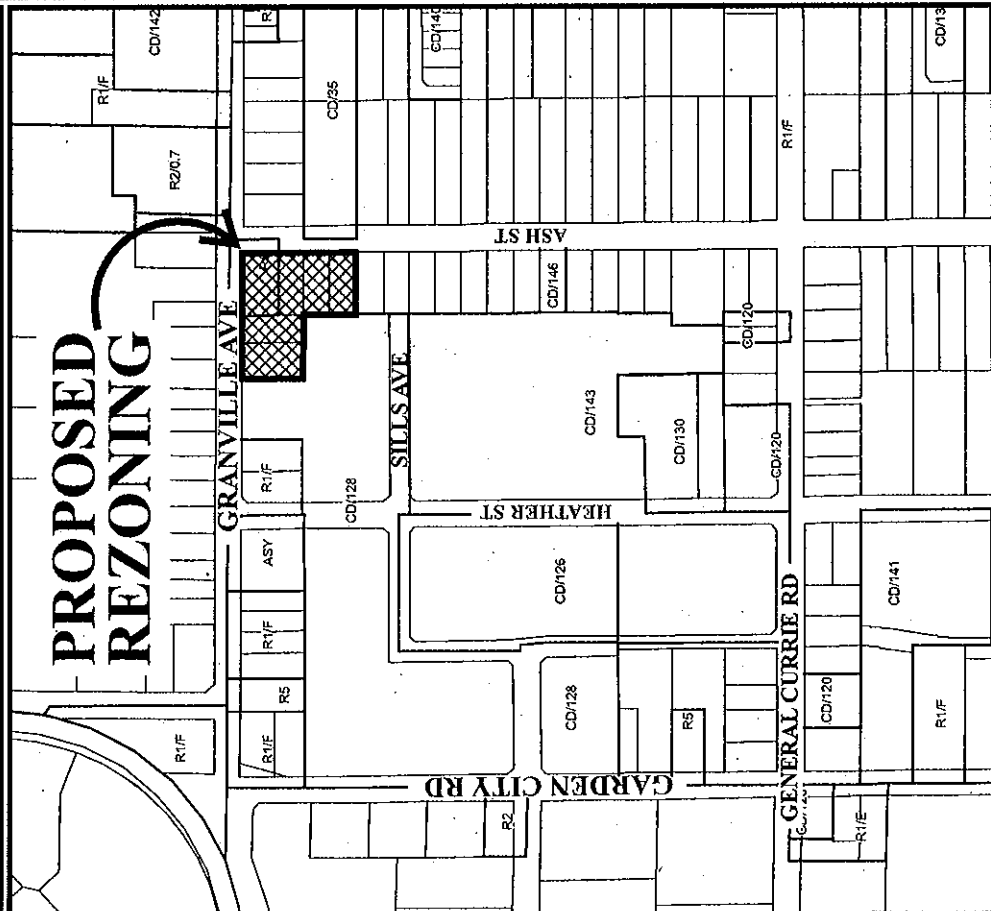 PROPOSED
REZONING
CD/142
R1/F
R2/0.7
CD/140
CD/35
CD/13
R1/F
GRANVILLE AVE
ASH ST
CD/146
CD/120
SILLS AVE
R1/F
CD/128
CD/143
CD/130
CD/120
HEATHER ST
ASY
CD/126
R1/F
R5
R1/F
R1/F
CD/128
R5
GENERAL CURRIE RD
CD/141
CD/120
R1/F
GARDEN CITY RD
R2
R1/E